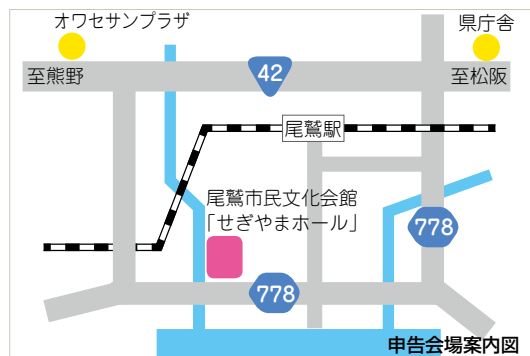 オワセサンプラザ
県庁舎
至熊野
42
至松阪
尾鷲駅
尾鷲市民文化会館
「せぎやまホール」
778
778
申告会場案内図